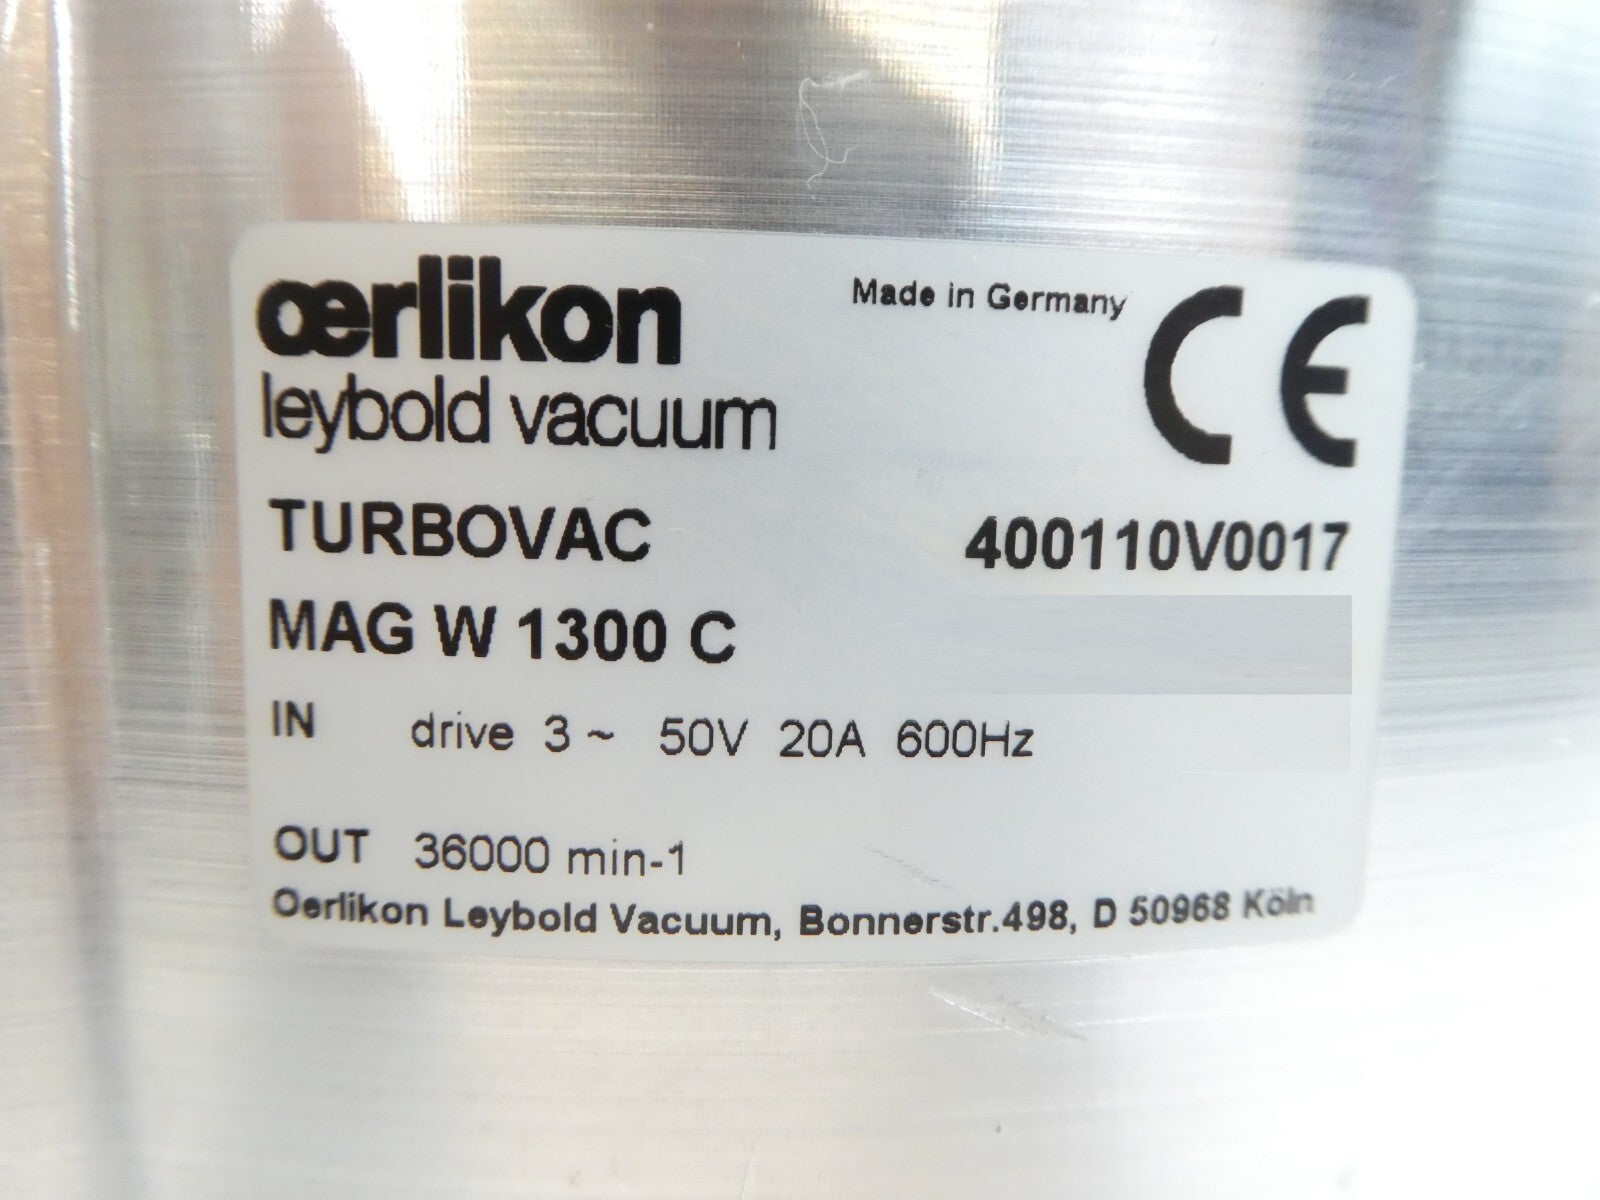 œrlikon
leybold vacuum
Made in Germany
CE
TURBOVAC 400110V0017
MAG W 1300 C
IN drive 3 ~ 50V 20A 600Hz
OUT 36000 min-1
Oerlikon Leybold Vacuum, Bonnerstr.498, D 50968 Köln